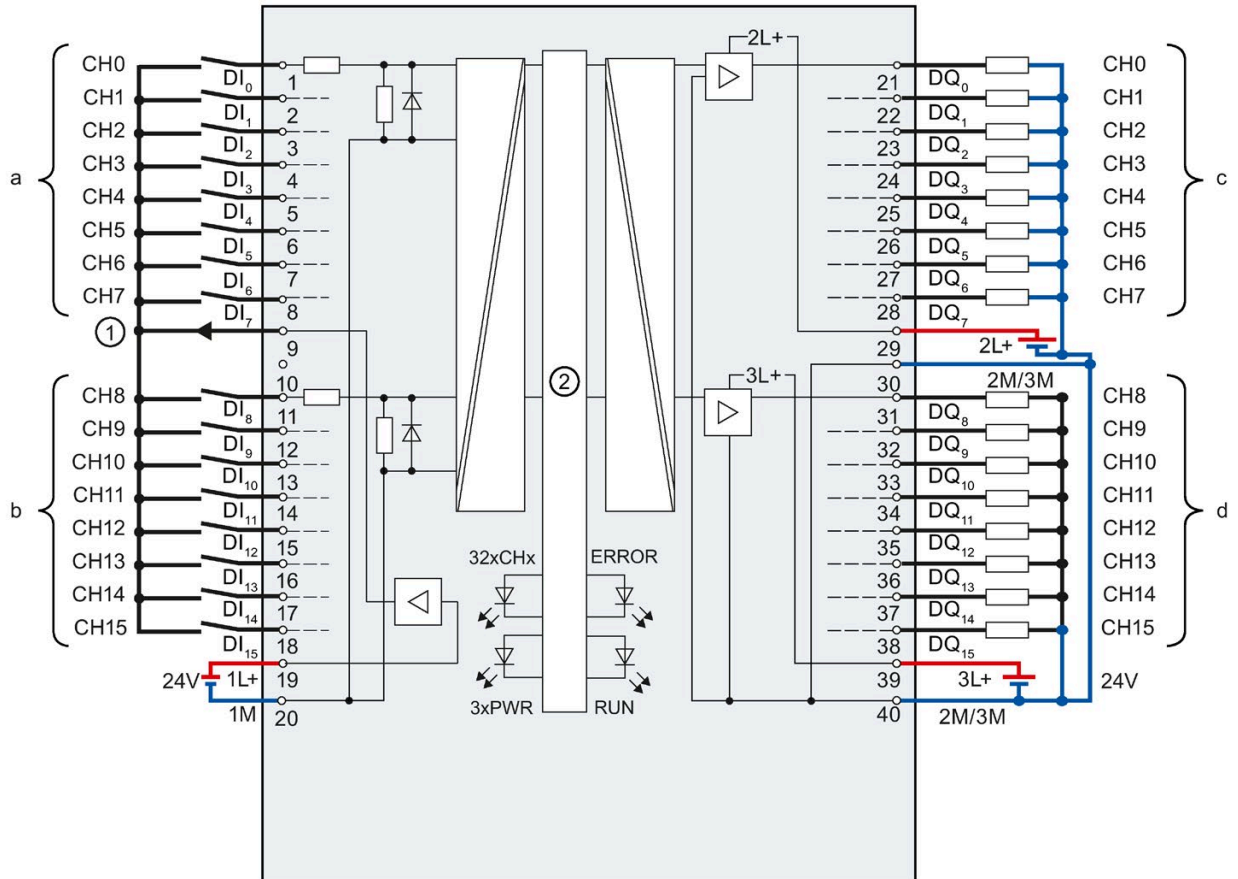 2L+
CH0 DI0 1 21 DQ0 CH0
CH1 DI1 2 22 DQ1 CH1
CH2 DI2 3 23 DQ2 CH2
CH3 DI3 4 24 DQ3 CH3
a CH4 DI4 5 25 DQ4 CH4 c
CH5 DI5 6 26 DQ5 CH5
CH6 DI6 7 27 DQ6 CH6
CH7 DI7 8 28 DQ7 CH7
1 9 29 2L+
10 3L+ 30 2M/3M
2
CH8 DI8 11 31 DQ8 CH8
CH9 DI9 12 32 DQ9 CH9
CH10 DI10 13 33 DQ10 CH10
CH11 DI11 14 34 DQ11 CH11
b CH12 DI12 15 35 DQ12 CH12 d
CH13 DI13 16 32xCHx ERROR 36 DQ13 CH13
CH14 DI14 17 37 DQ14 CH14
CH15 DI15 18 38 DQ15 CH15
24V 1L+ 19 39 3L+ 24V
1M 20 3xPWR RUN 40 2M/3M